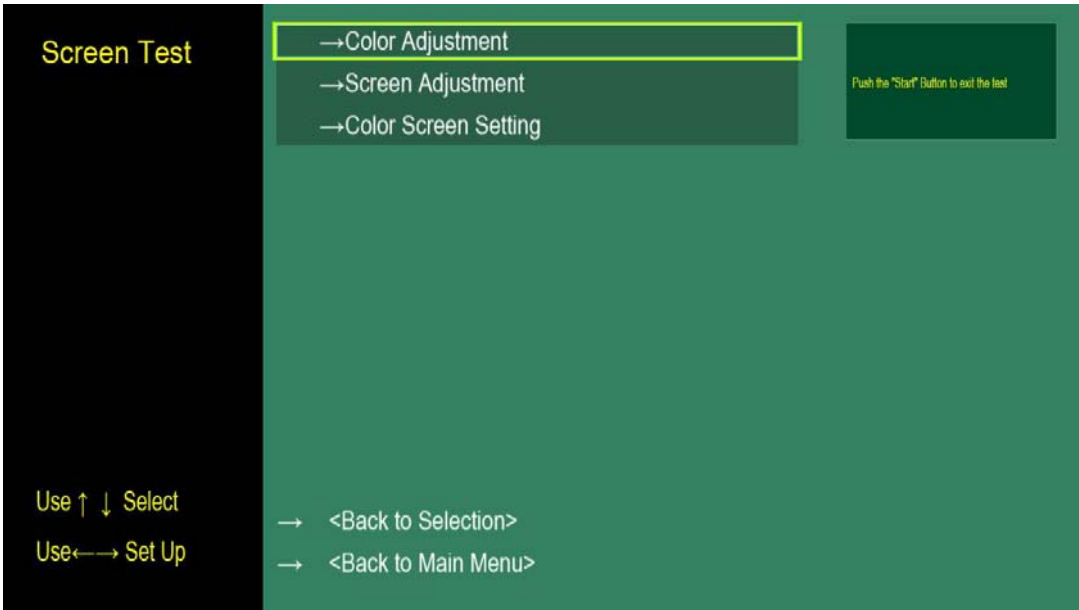 Screen Test
→Color Adjustment
→Screen Adjustment
→Color Screen Setting
Push the "Start" Button to exit the test
Use ↑ ↓ Select
Use←→ Set Up
→ <Back to Selection>
→ <Back to Main Menu>